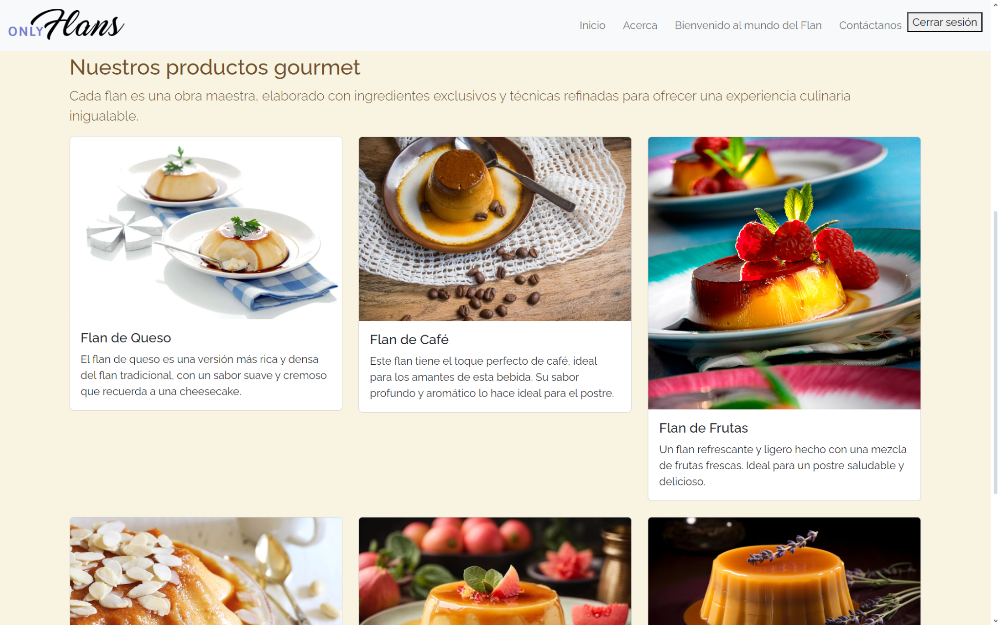 ONLY Flans
Inicio Acerca Bienvenido al mundo del Flan Contáctanos Cerrar sesión
Nuestros productos gourmet
Cada flan es una obra maestra, elaborado con ingredientes exclusivos y técnicas refinadas para ofrecer una experiencia culinaria
inigualable.
Flan de Queso
El flan de queso es una versión más rica y densa
del flan tradicional, con un sabor suave y cremoso
que recuerda a una cheesecake.
Flan de Café
Este flan tiene el toque perfecto de café, ideal
para los amantes de esta bebida. Su sabor
profundo y aromático lo hace ideal para el postre.
Flan de Frutas
Un flan refrescante y ligero hecho con una mezcla
de frutas frescas. Ideal para un postre saludable y
delicioso.